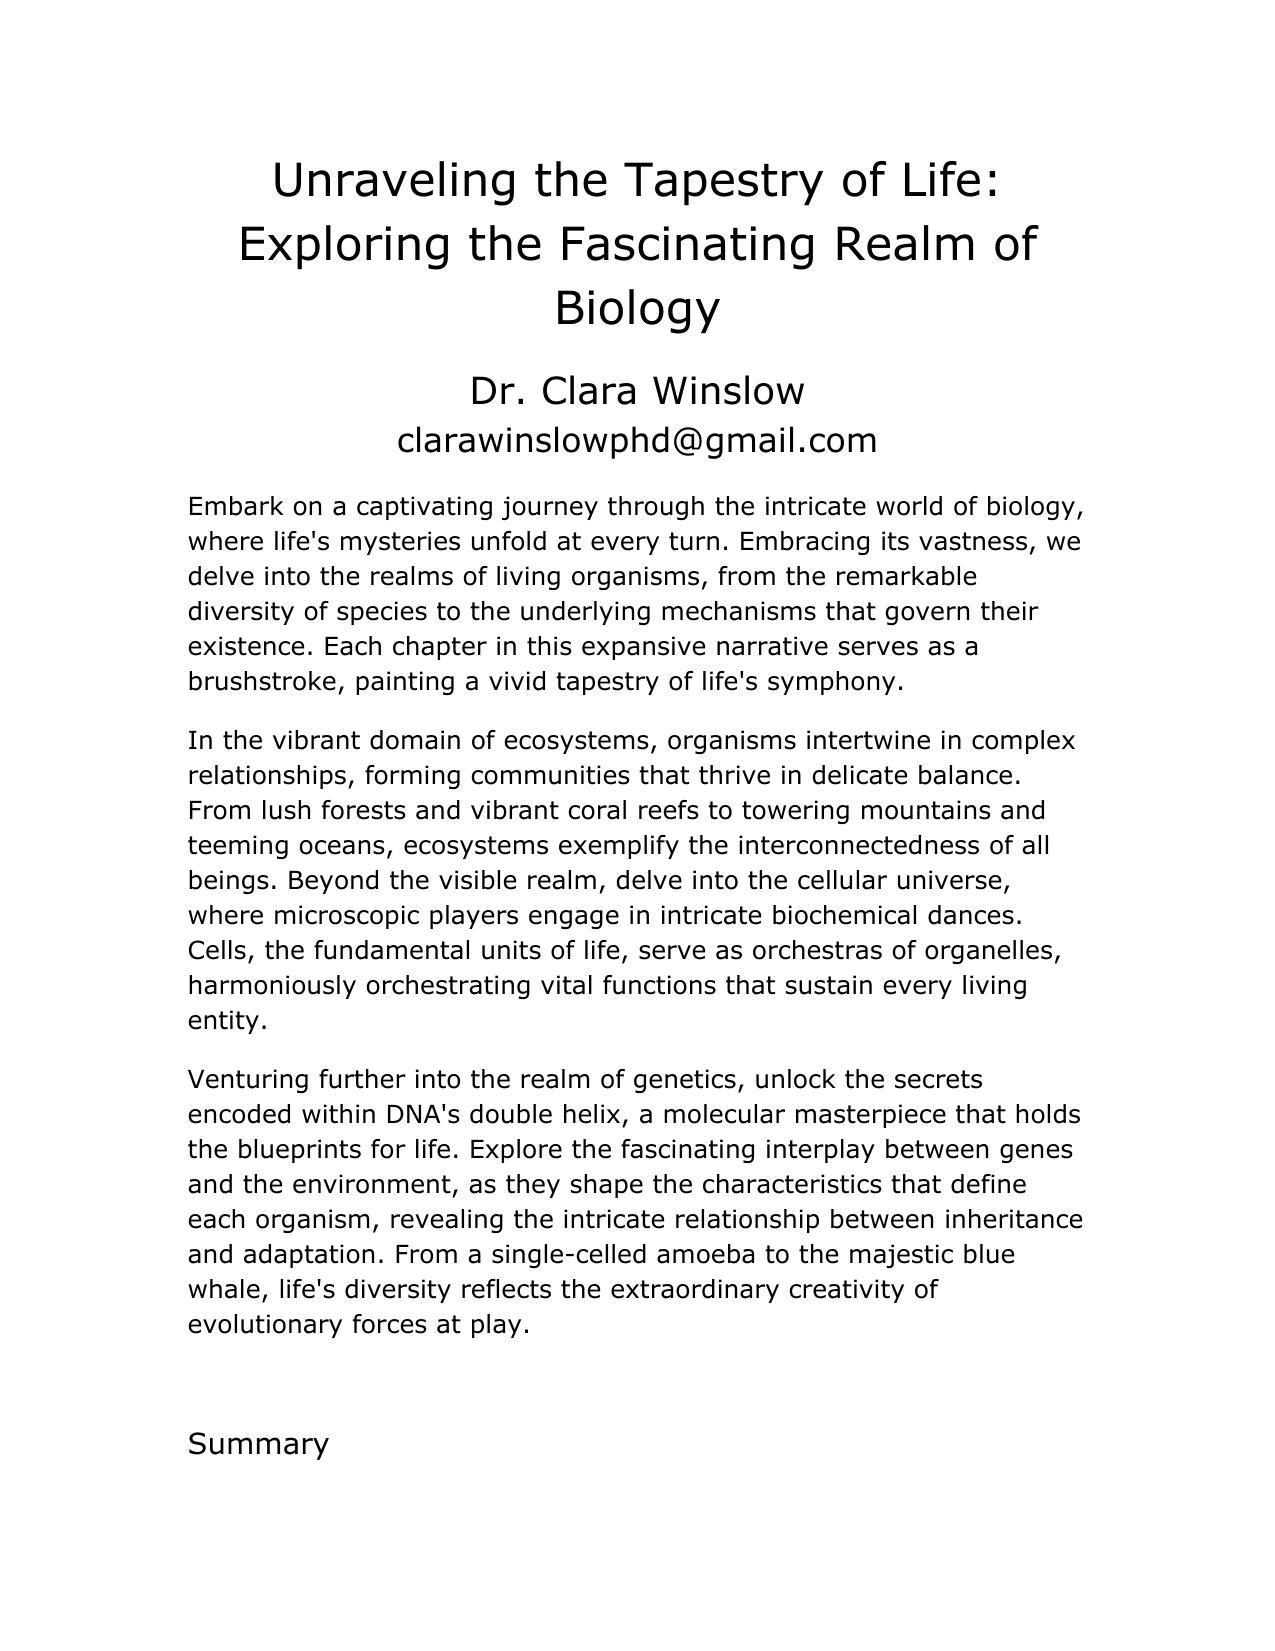 Unraveling the Tapestry of Life:
Exploring the Fascinating Realm of
Biology
Dr. Clara Winslow
clarawinslowphd@gmail.com
Embark on a captivating journey through the intricate world of biology,
where life's mysteries unfold at every turn. Embracing its vastness, we
delve into the realms of living organisms, from the remarkable
diversity of species to the underlying mechanisms that govern their
existence. Each chapter in this expansive narrative serves as a
brushstroke, painting a vivid tapestry of life's symphony.
In the vibrant domain of ecosystems, organisms intertwine in complex
relationships, forming communities that thrive in delicate balance.
From lush forests and vibrant coral reefs to towering mountains and
teeming oceans, ecosystems exemplify the interconnectedness of all
beings. Beyond the visible realm, delve into the cellular universe,
where microscopic players engage in intricate biochemical dances.
Cells, the fundamental units of life, serve as orchestras of organelles,
harmoniously orchestrating vital functions that sustain every living
entity.
Venturing further into the realm of genetics, unlock the secrets
encoded within DNA's double helix, a molecular masterpiece that holds
the blueprints for life. Explore the fascinating interplay between genes
and the environment, as they shape the characteristics that define
each organism, revealing the intricate relationship between inheritance
and adaptation. From a single-celled amoeba to the majestic blue
whale, life's diversity reflects the extraordinary creativity of
evolutionary forces at play.
Summary